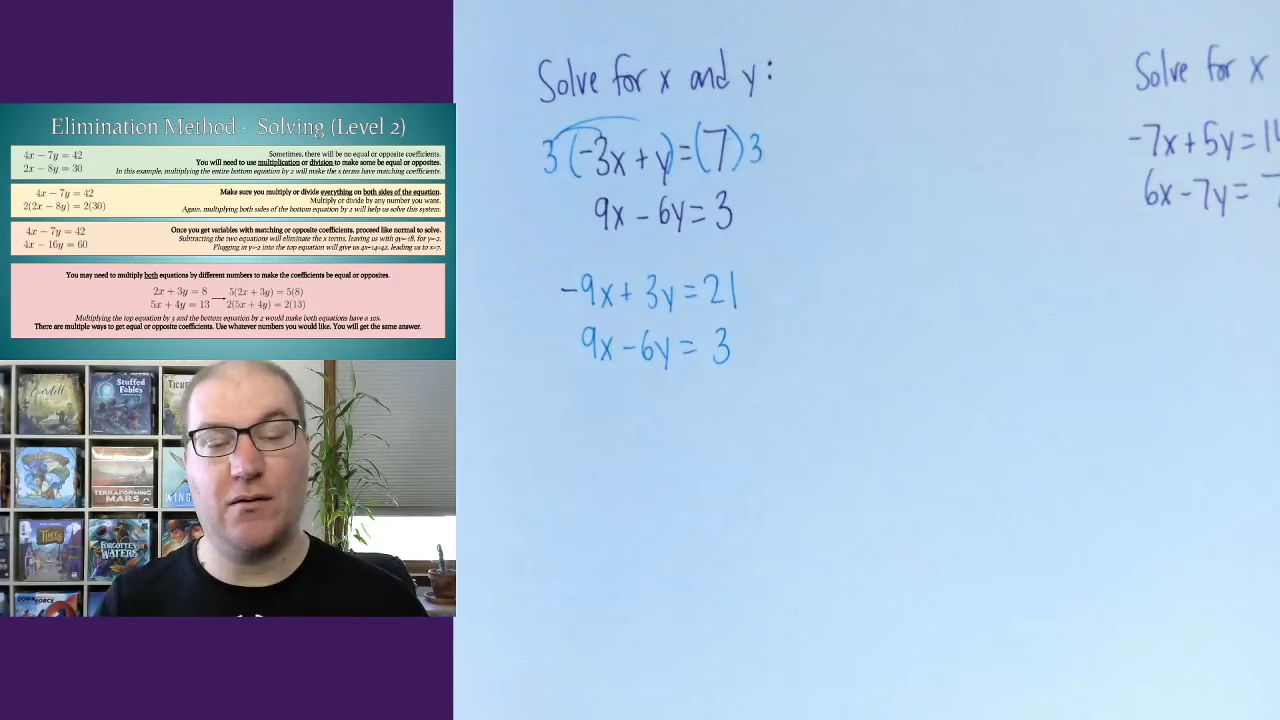 Elimination Method - Solving (Level 2)
4x − 7y = 42
2x − 8y = 30
Sometimes, there will be no equal or opposite coefficients.
You will need to use multiplication or division to make some be equal or opposites.
In this example, multiplying the entire bottom equation by 2 will make the x terms have matching coefficients.
4x − 7y = 42
2(2x − 8y) = 2(30)
Make sure you multiply or divide everything on both sides of the equation.
Multiply or divide by any number you want.
Again, multiplying both sides of the bottom equation by 2 will help us solve this system.
4x − 7y = 42
4x − 16y = 60
Once you get variables with matching or opposite coefficients, proceed like normal to solve.
Subtracting the two equations will eliminate the x terms, leaving us with 9y=-18, for y=-2.
Plugging in y=-2 into the top equation will give us 4x+14=42, leading us to x=7.
You may need to multiply both equations by different numbers to make the coefficients be equal or opposites.
2x + 3y = 8 → 5(2x + 3y) = 5(8)
5x + 4y = 13 2(5x + 4y) = 2(13)
Multiplying the top equation by 5 and the bottom equation by 2 would make both equations have a 10x.
There are multiple ways to get equal or opposite coefficients. Use whatever numbers you would like. You will get the same answer.
Everdell
Stuffed Fables
TERRAFORMING MARS
WING
TINY
FORGOTTEN WATERS
DOWNFORCE
Solve for x and y:
3(-3x + y) = (7)3
9x - 6y = 3
-9x + 3y = 21
9x - 6y = 3
Solve for x
-7x + 5y = 
6x - 7y =